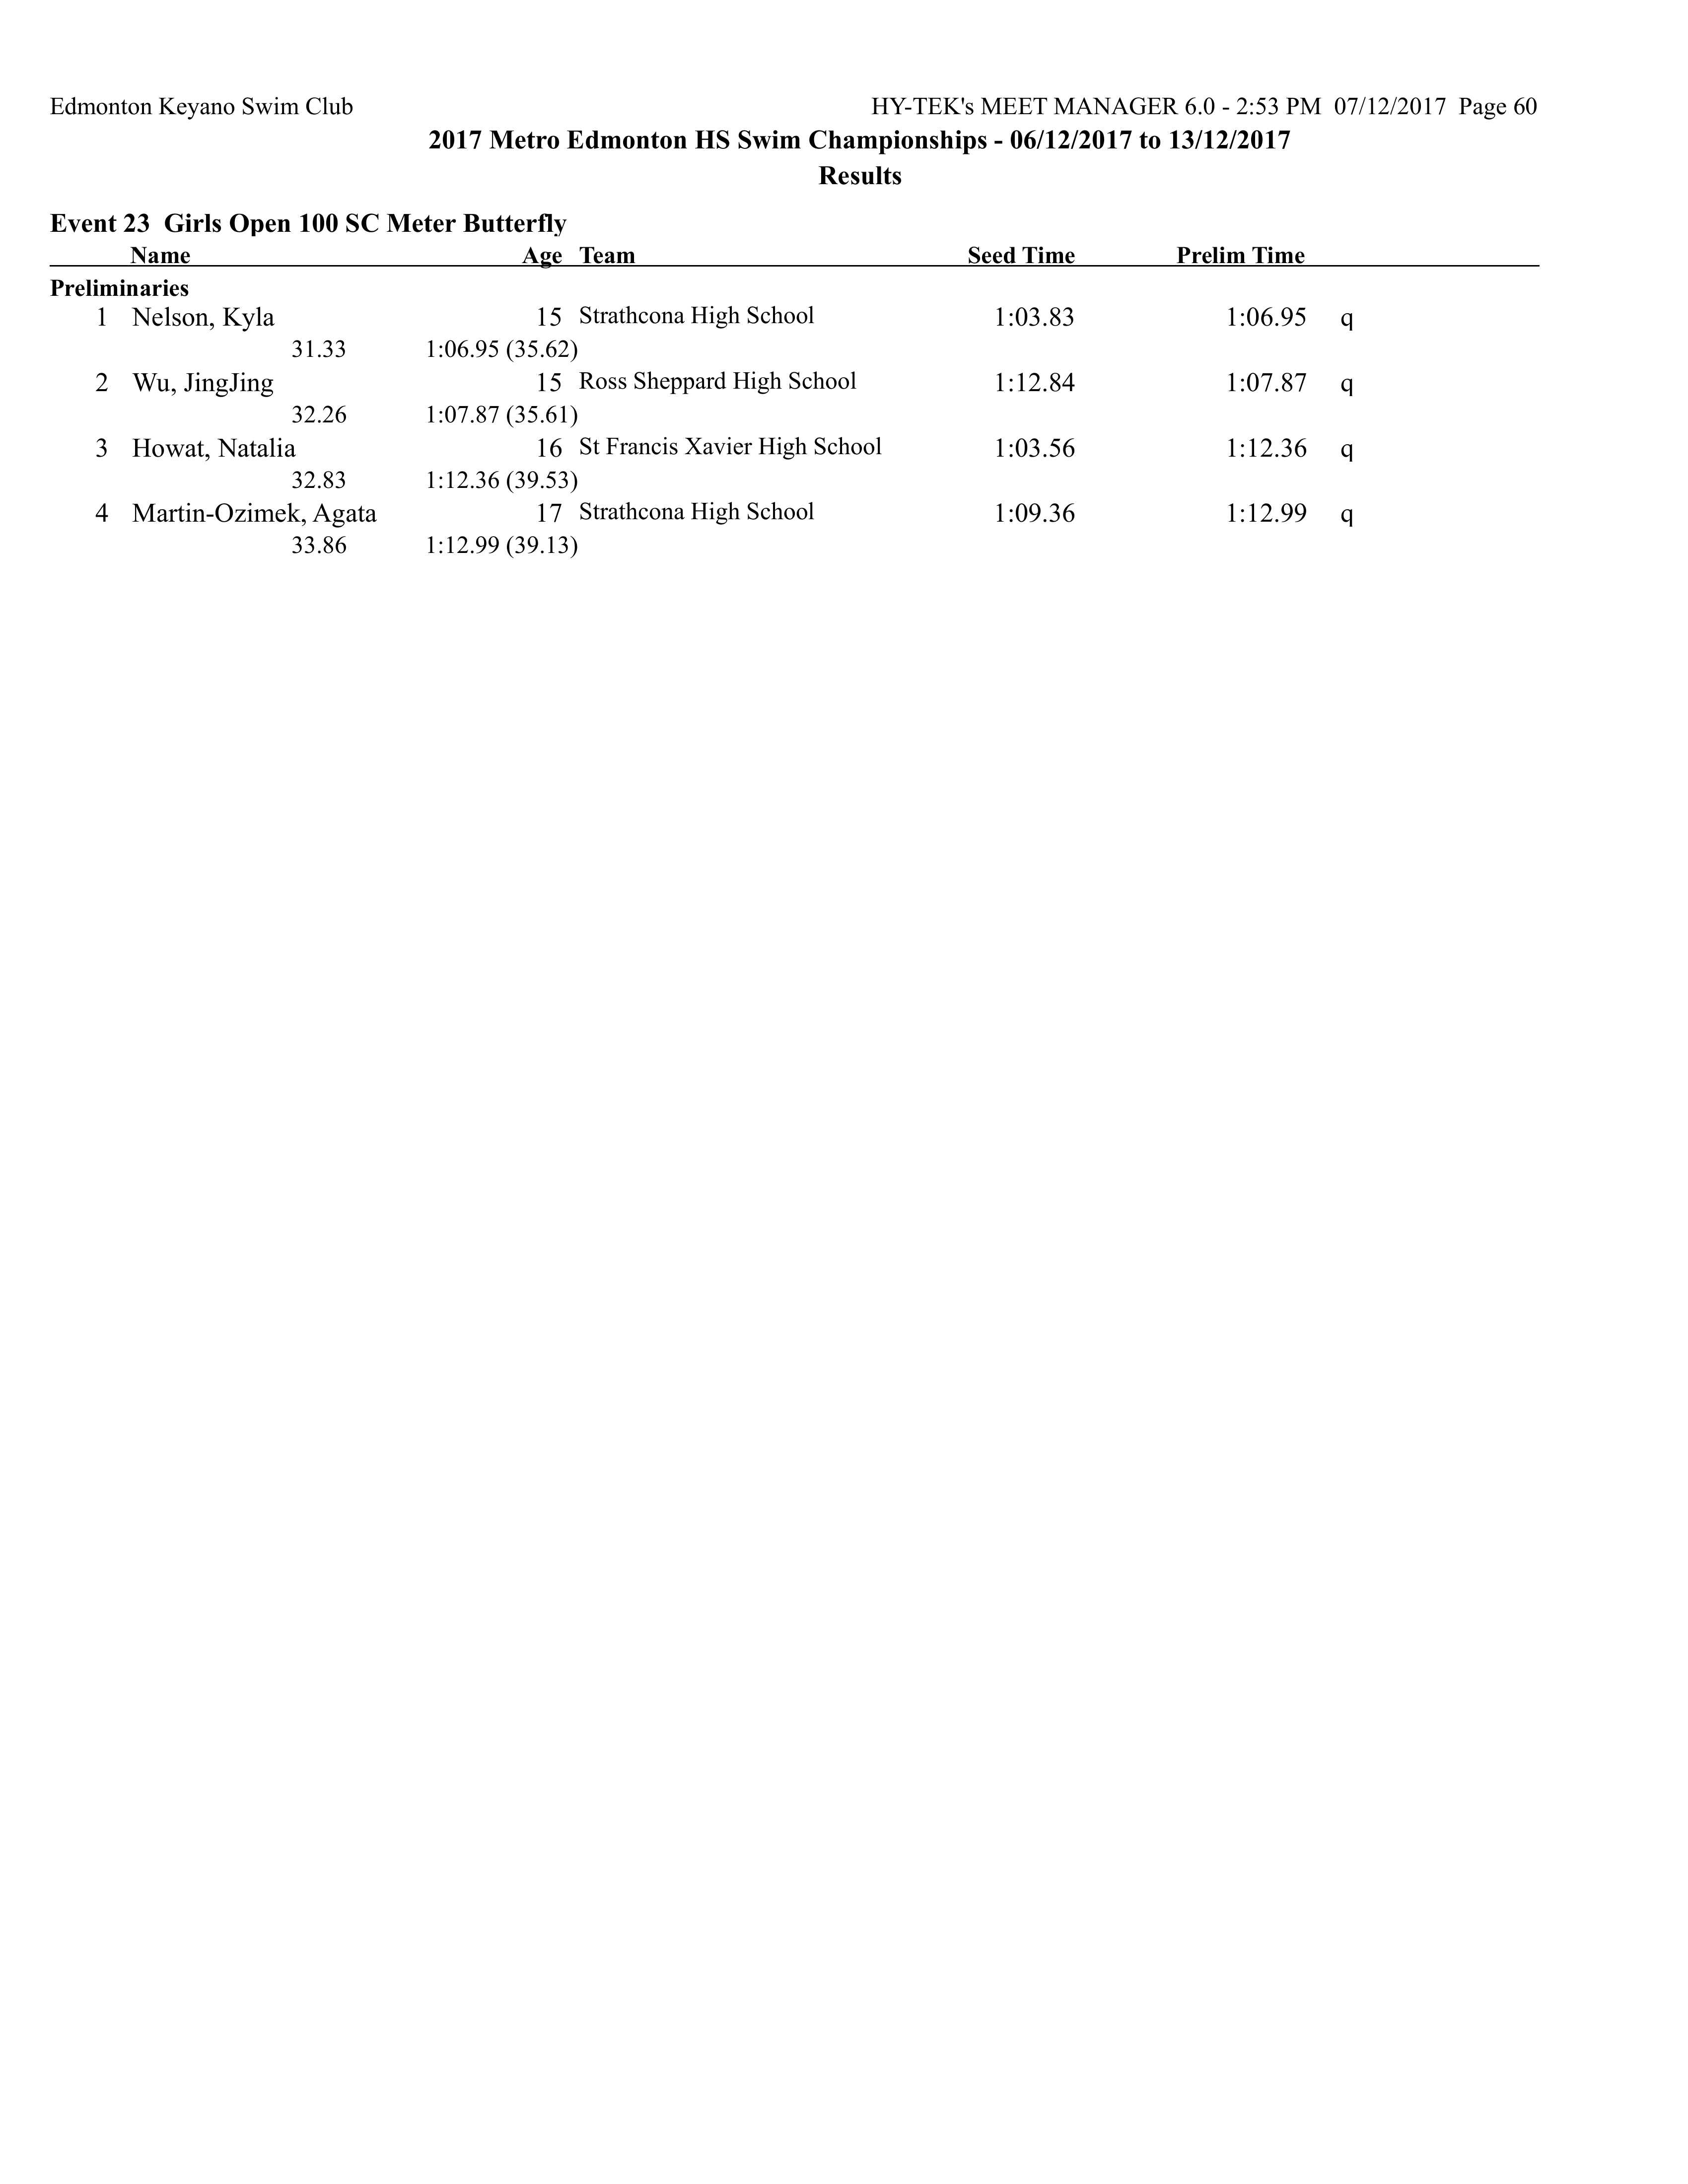 Edmonton Keyano Swim Club HY-TEK's MEET MANAGER 6.0 - 2:53 PM 07/12/2017 Page 60
2017 Metro Edmonton HS Swim Championships - 06/12/2017 to 13/12/2017
Results
Event 23 Girls Open 100 SC Meter Butterfly
Name Age Team Seed Time Prelim Time
Preliminaries
1 Nelson, Kyla 15 Strathcona High School 1:03.83 1:06.95 q
31.33 1:06.95 (35.62)
2 Wu, JingJing 15 Ross Sheppard High School 1:12.84 1:07.87 q
32.26 1:07.87 (35.61)
3 Howat, Natalia 16 St Francis Xavier High School 1:03.56 1:12.36 q
32.83 1:12.36 (39.53)
4 Martin-Ozimek, Agata 17 Strathcona High School 1:09.36 1:12.99 q
33.86 1:12.99 (39.13)